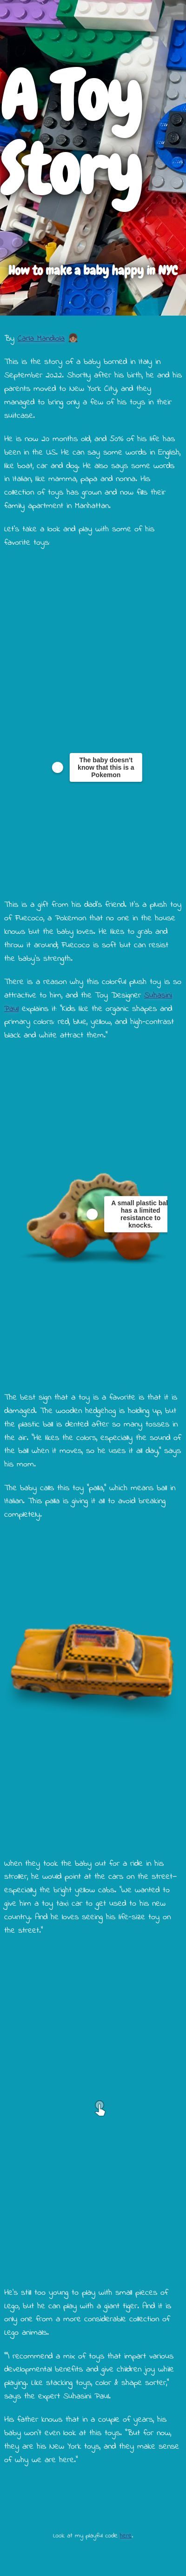 A Toy
Story
How to make a baby happy in NYC
By Carla Mandiola
This is the story of a baby borned in Italy in
September 2022. Shortly after his birth, he and his
parents moved to New York City, and they
managed to bring only a few of his toys in their
suitcase.
He is now 20 months old, and 50% of his life has
been in the U.S. He can say some words in English,
like boat, car and dog. He also says some words
in Italian, like mamma, papa and nonna. His
collection of toys has grown and now fills their
family apartment in Manhattan.
Let's take a look and play with some of his
favorite toys
The baby doesn't
know that this is a
Pokemon
This is a gift from his dad's friend. It's a plush toy
of Fuecoco, a Pokemon that no one in the house
knows but the baby loves. He likes to grab and
throw it around; Fuecoco is soft but can resist
the baby's strength.
There is a reason why this colorful plush toy is so
attractive to him, and the Toy Designer Suhasini
Paul explains it: "Kids like the organic shapes and
primary colors: red, blue, yellow, and high-contrast
black and white attract them."
A small plastic bal
has a limited
resistance to
knocks.
The best sign that a toy is a favorite is that it is
damaged. The wooden hedgehog is holding up, but
the plastic ball is dented after so many tosses in
the air. "He likes the colors, especially the sound of
the ball when it moves, so he uses it all day," says
his mom.
The baby calls this toy "palla," which means ball in
Italian. This palla is giving it all to avoid breaking
completely.
When they took the baby out for a ride in his
stroller, he would point at the cars on the street—
especially the bright yellow cabs. "We wanted to
give him a toy taxi car to get used to his new
country. And he loves seeing his life-size toy on
the street."
He's still too young to play with small pieces of
Lego, but he can play with a giant tiger. And it is
only one from a more considerable collection of
Lego animals.
"I recommend a mix of toys that impart various
developmental benefits and give children joy while
playing. Like stacking toys, color & shape sorter,"
says the expert Suhasini Paul.
His father knows that in a couple of years, his
baby won't even look at this toys. "But for now,
they are his New York toys, and they make sense
of why we are here."
Look at my playful code here.